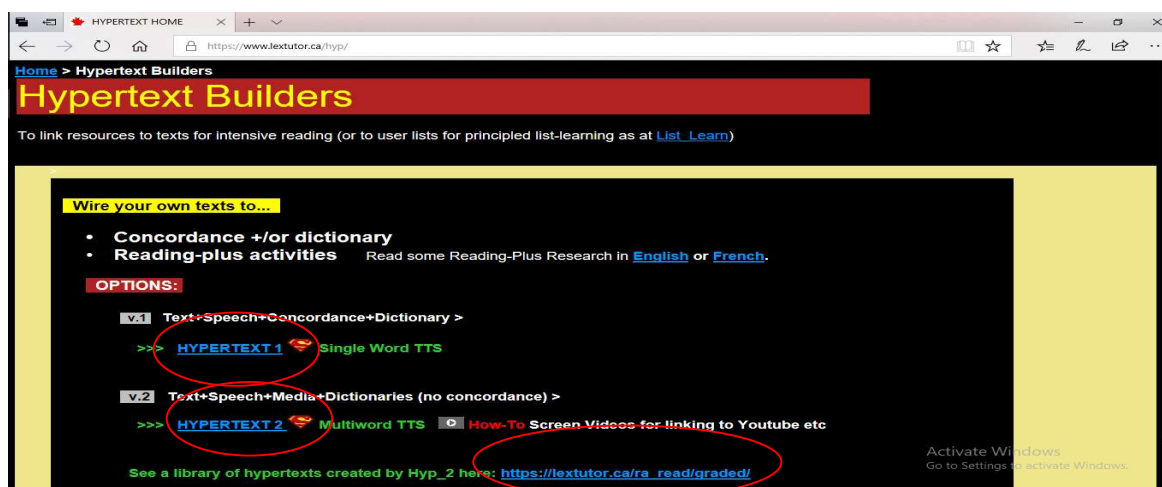 HYPERTEXT HOME
https://www.lextutor.ca/hyp/
Home > Hypertext Builders
Hypertext Builders
To link resources to texts for intensive reading (or to user lists for principled list-learning as at List_Learn)
>
Wire your own texts to...
• Concordance +/or dictionary
• Reading-plus activities Read some Reading-Plus Research in English or French.
OPTIONS:
v.1 Text+Speech+Concordance+Dictionary >
>>> HYPERTEXT 1 Single Word TTS
v.2 Text+Speech+Media+Dictionaries (no concordance) >
>>> HYPERTEXT 2 Multiword TTS How-To Screen Videos for linking to Youtube etc
See a library of hypertexts created by Hyp_2 here: https://lextutor.ca/ra_read/graded/
Activate Windows
Go to Settings to activate Windows.